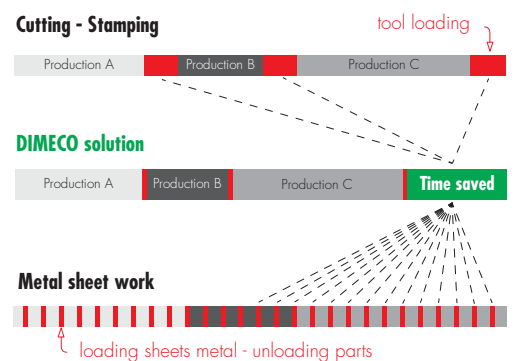 Cutting - Stamping
tool loading
Production A
Production B
Production C
DIMECO solution
Production A
Production B
Production C
Time saved
Metal sheet work
loading sheets metal - unloading parts